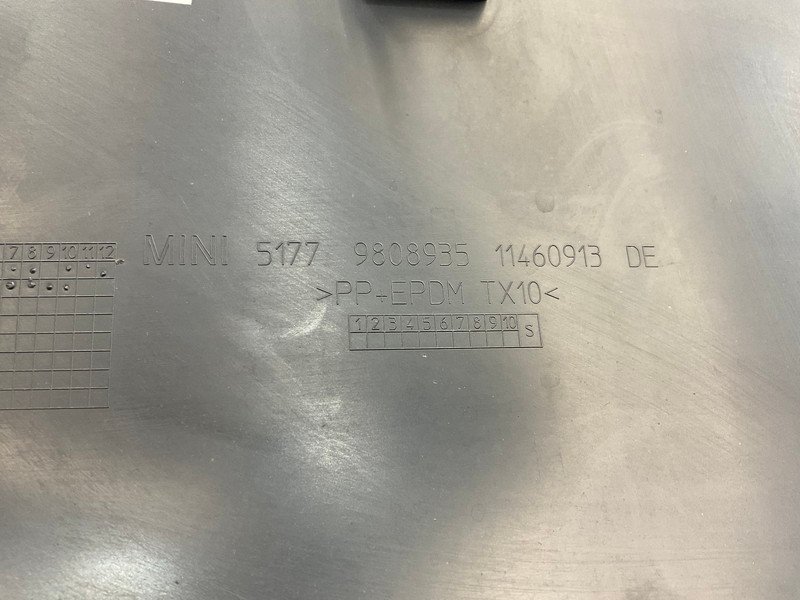 MINI 5177 9808935 11460913 DE
7 8 9 10 11 12
>PP+EPDM TX10<
1 2 3 4 5 6 7 8 9 10 S